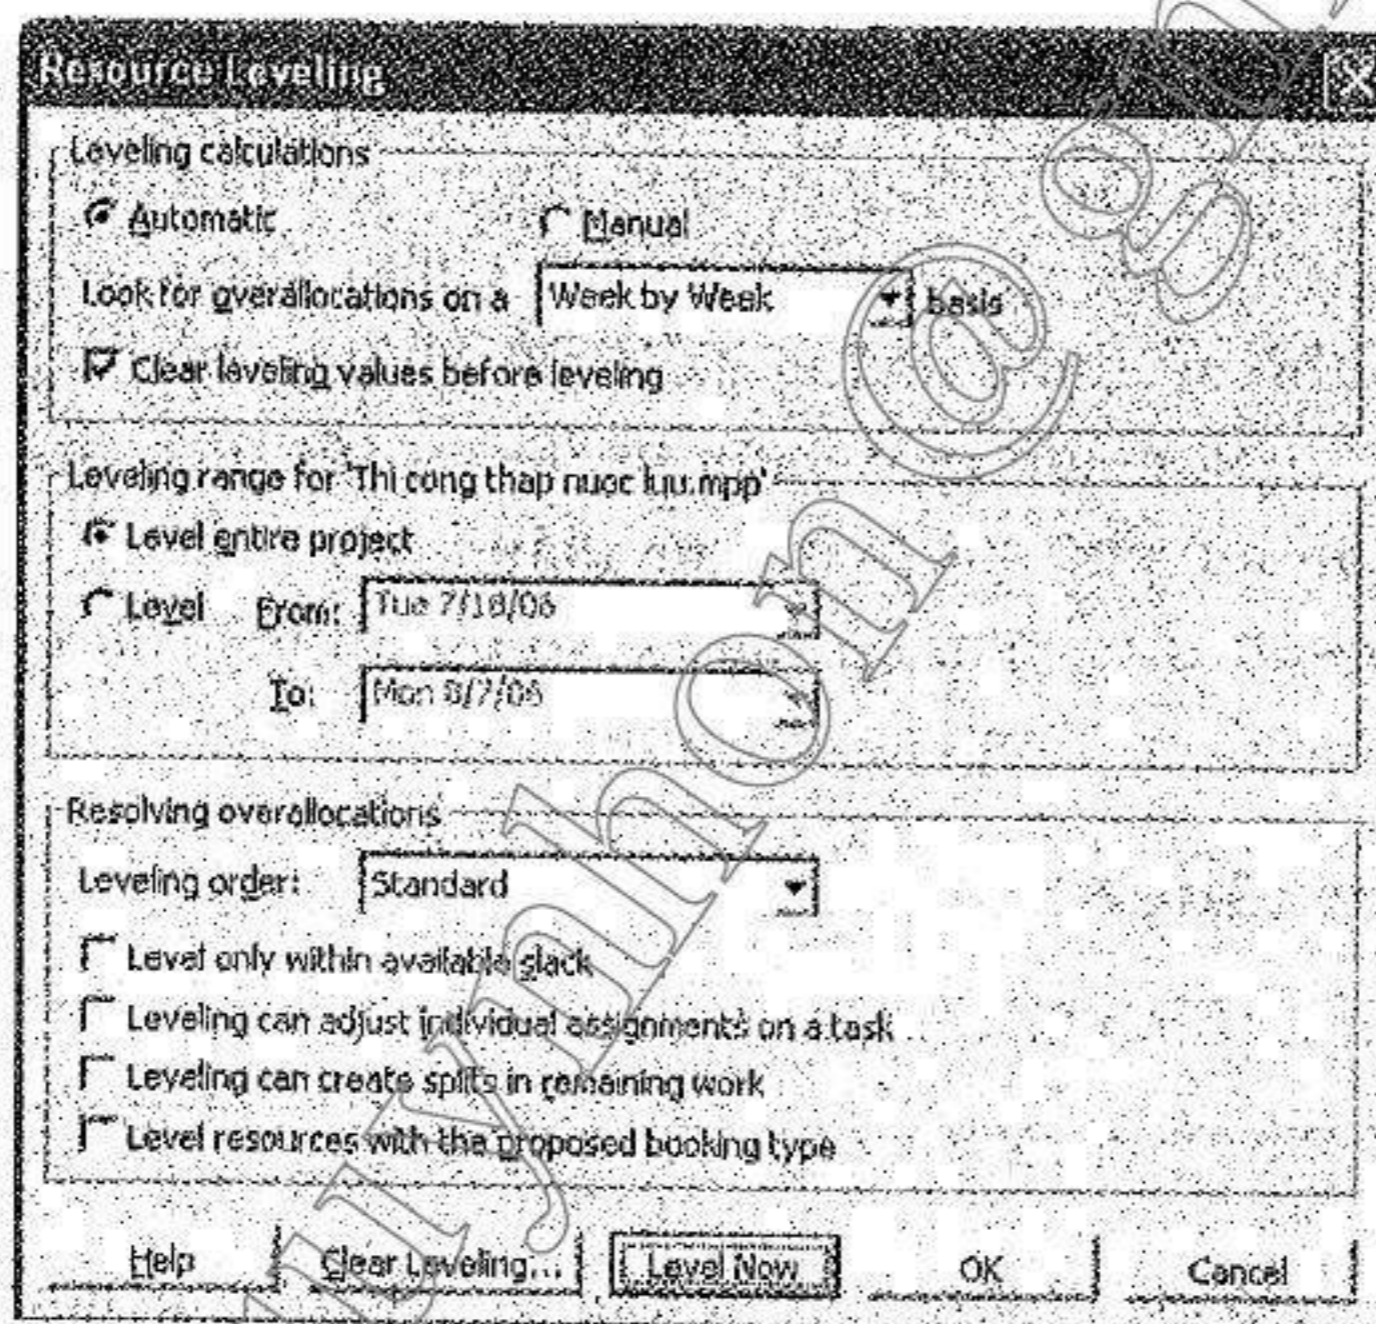 Resource Leveling
Leveling calculations
Automatic Manual
Look for overallocations on a Week by Week basis
Clear leveling values before leveling
Leveling range for 'Thi cong thap nuoc luu.mpp'
Level entire project
Level From: Tue 7/18/06
To: Mon 8/7/06
Resolving overallocations
Leveling order: Standard
Level only within available slack
Leveling can adjust individual assignments on a task
Leveling can create splits in remaining work
Level resources with the proposed booking type
Help Clear Leveling... Level Now OK Cancel